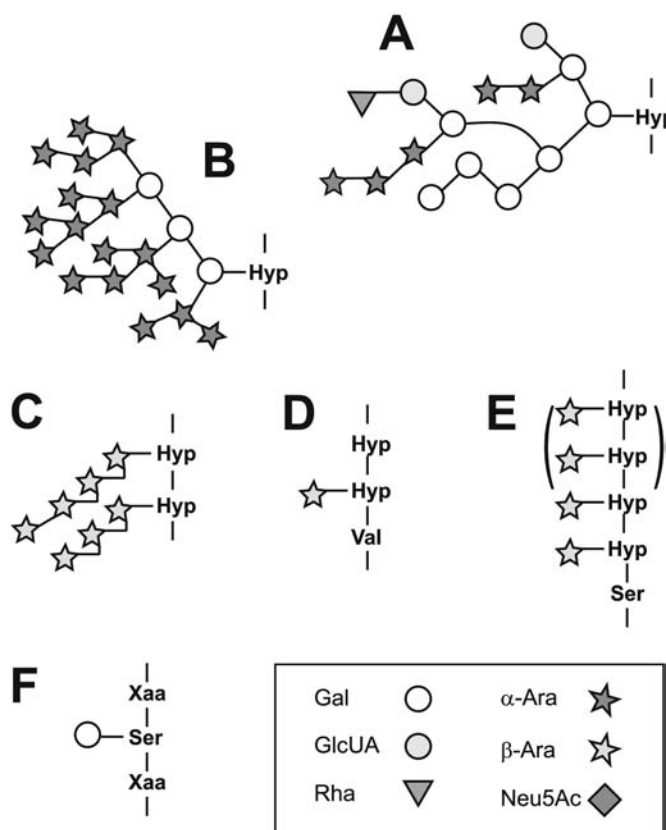 A
Hyp
B
Hyp
C
Hyp
Hyp
D
Hyp
Hyp
Val
E
Hyp
Hyp
Hyp
Hyp
Ser
F
Xaa
Ser
Xaa
Gal
α-Ara
GlcUA
β-Ara
Rha
Neu5Ac